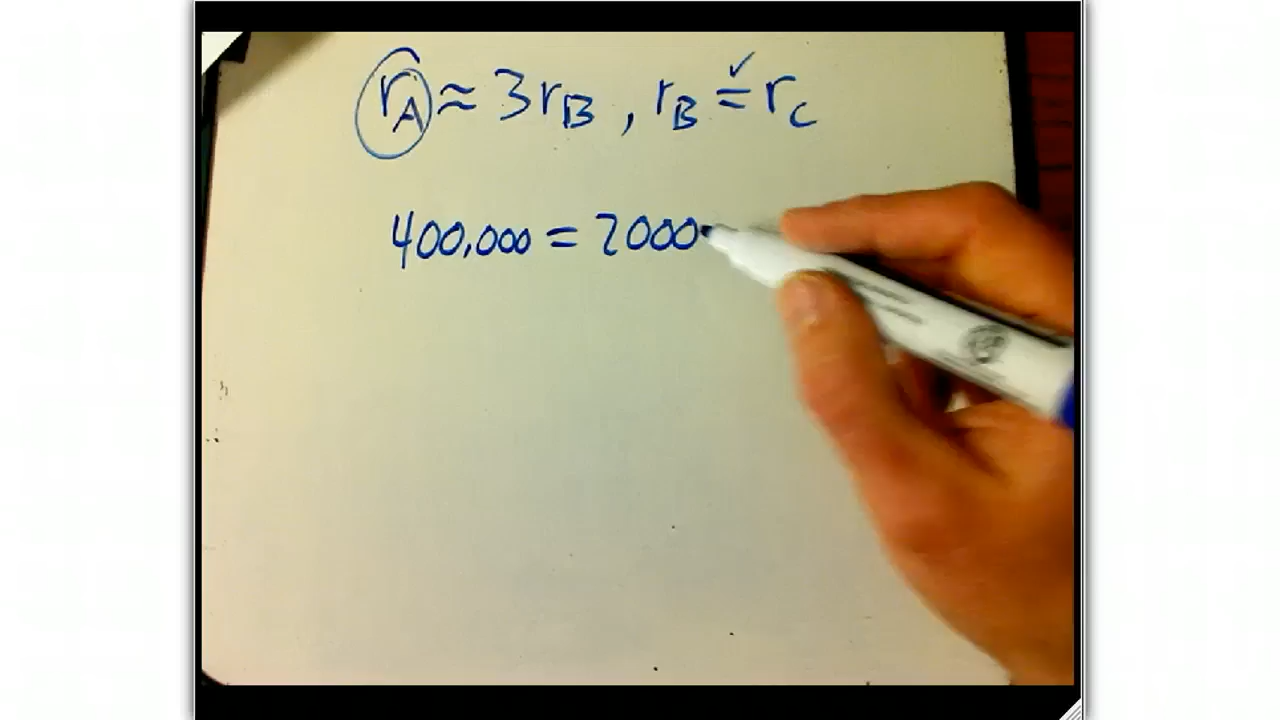 rA ≈ 3rB , rB = rC
400,000 = 2000